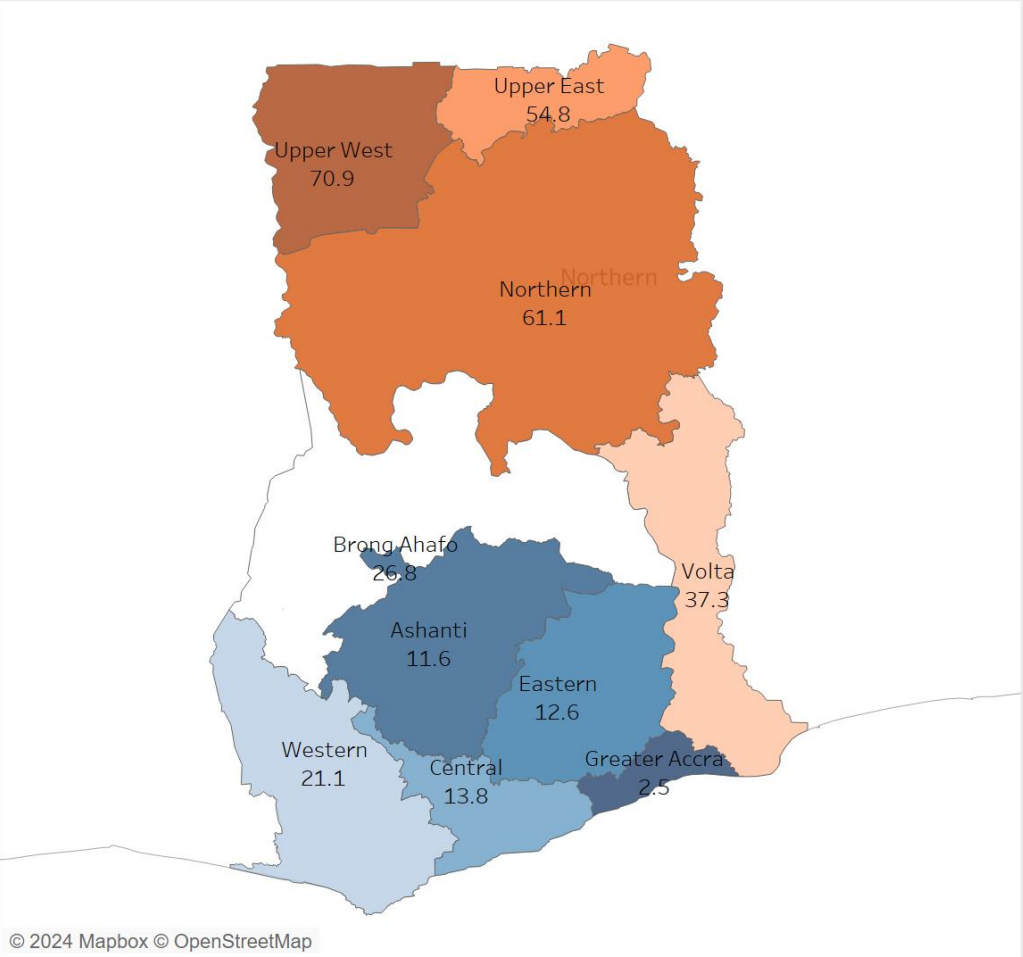 Upper East
54.8
Upper West
70.9
Northern
Northern
61.1
Brong Ahafo
26.8
Volta
37.3
Ashanti
11.6
Eastern
12.6
Western
21.1
Central
13.8
Greater Accra
2.5
© 2024 Mapbox © OpenStreetMap